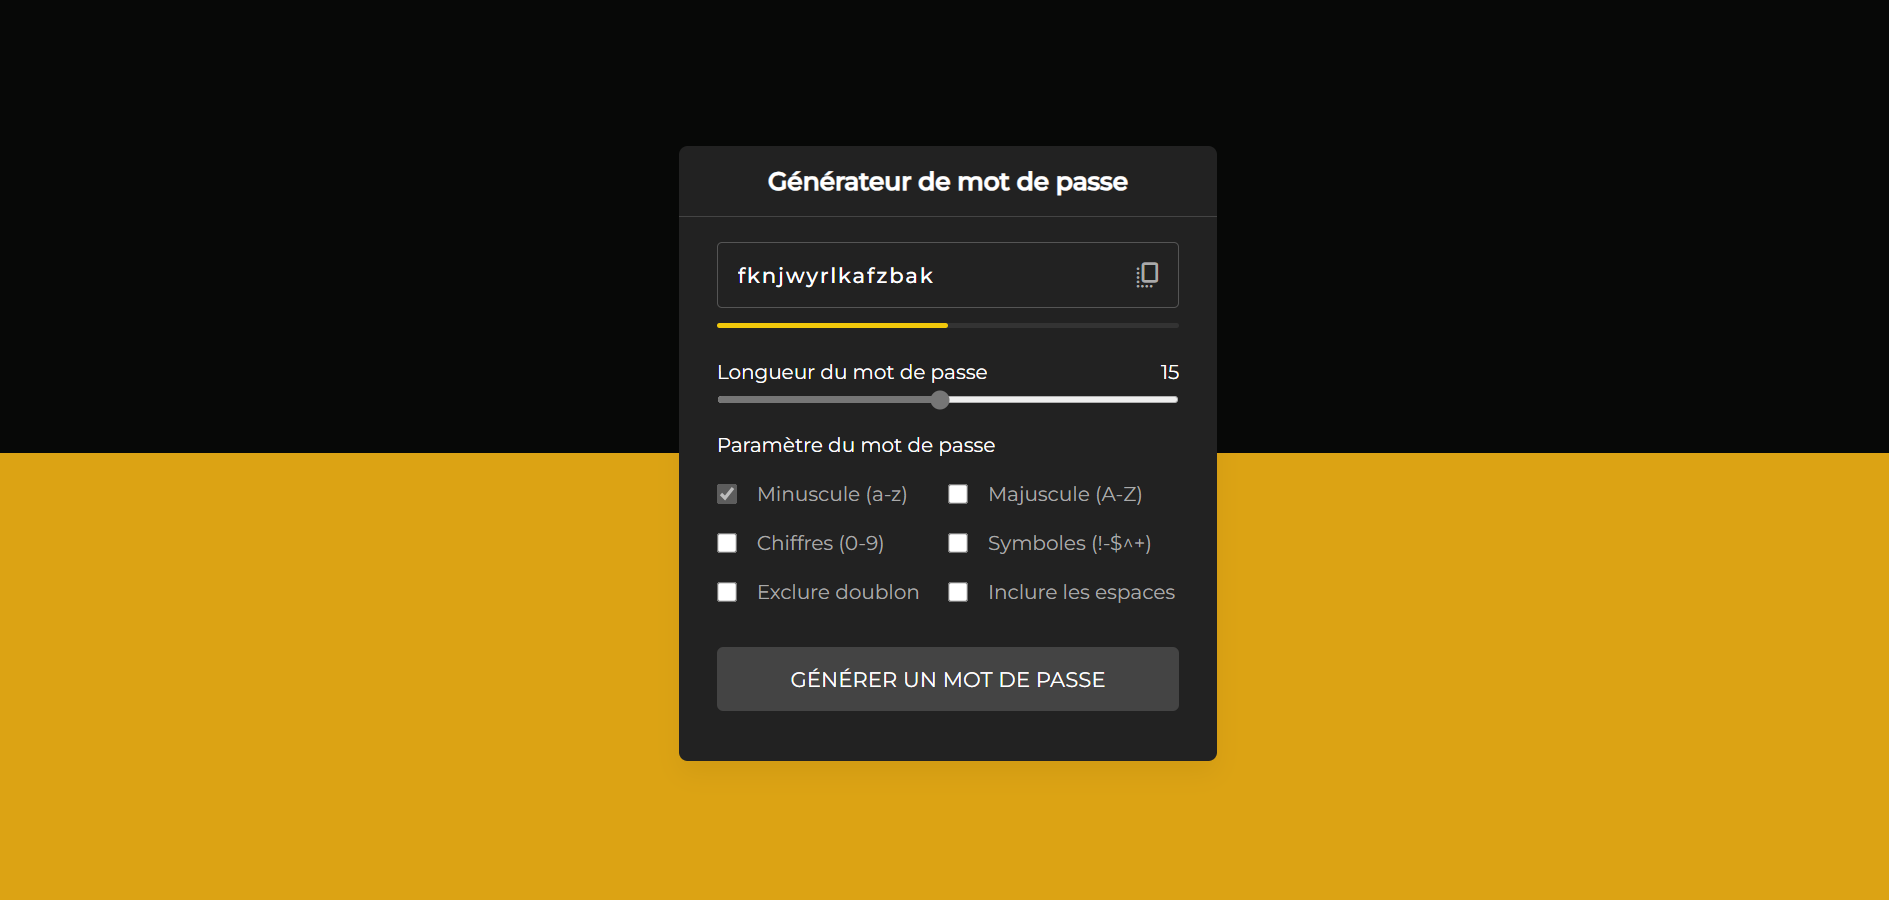 Générateur de mot de passe
fknjwyrlkafzbak
Longueur du mot de passe 15
Paramètre du mot de passe
Minuscule (a-z) Majuscule (A-Z)
Chiffres (0-9) Symboles (!-$^+)
Exclure doublon Inclure les espaces
GÉNÉRER UN MOT DE PASSE